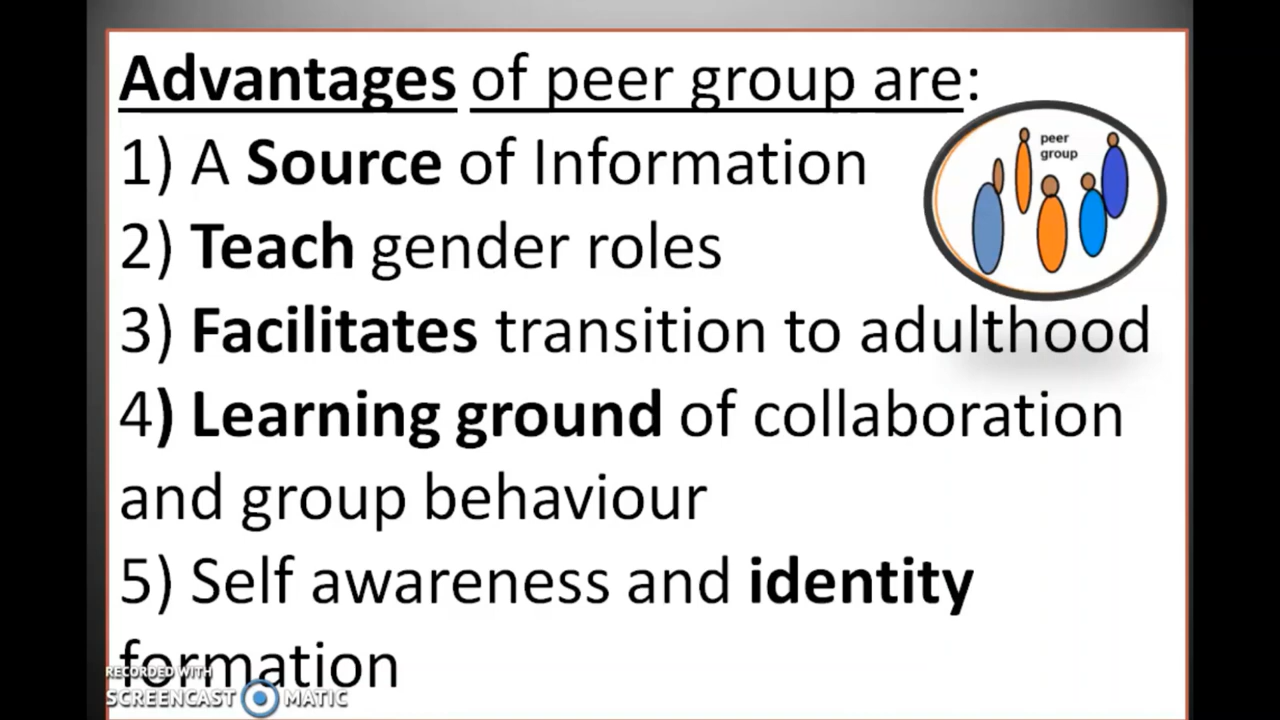 Advantages of peer group are:
peer
group
1) A Source of Information
2) Teach gender roles
3) Facilitates transition to adulthood
4) Learning ground of collaboration
and group behaviour
5) Self awareness and identity
formation
RECORDED WITH
SCREENCAST MATIC